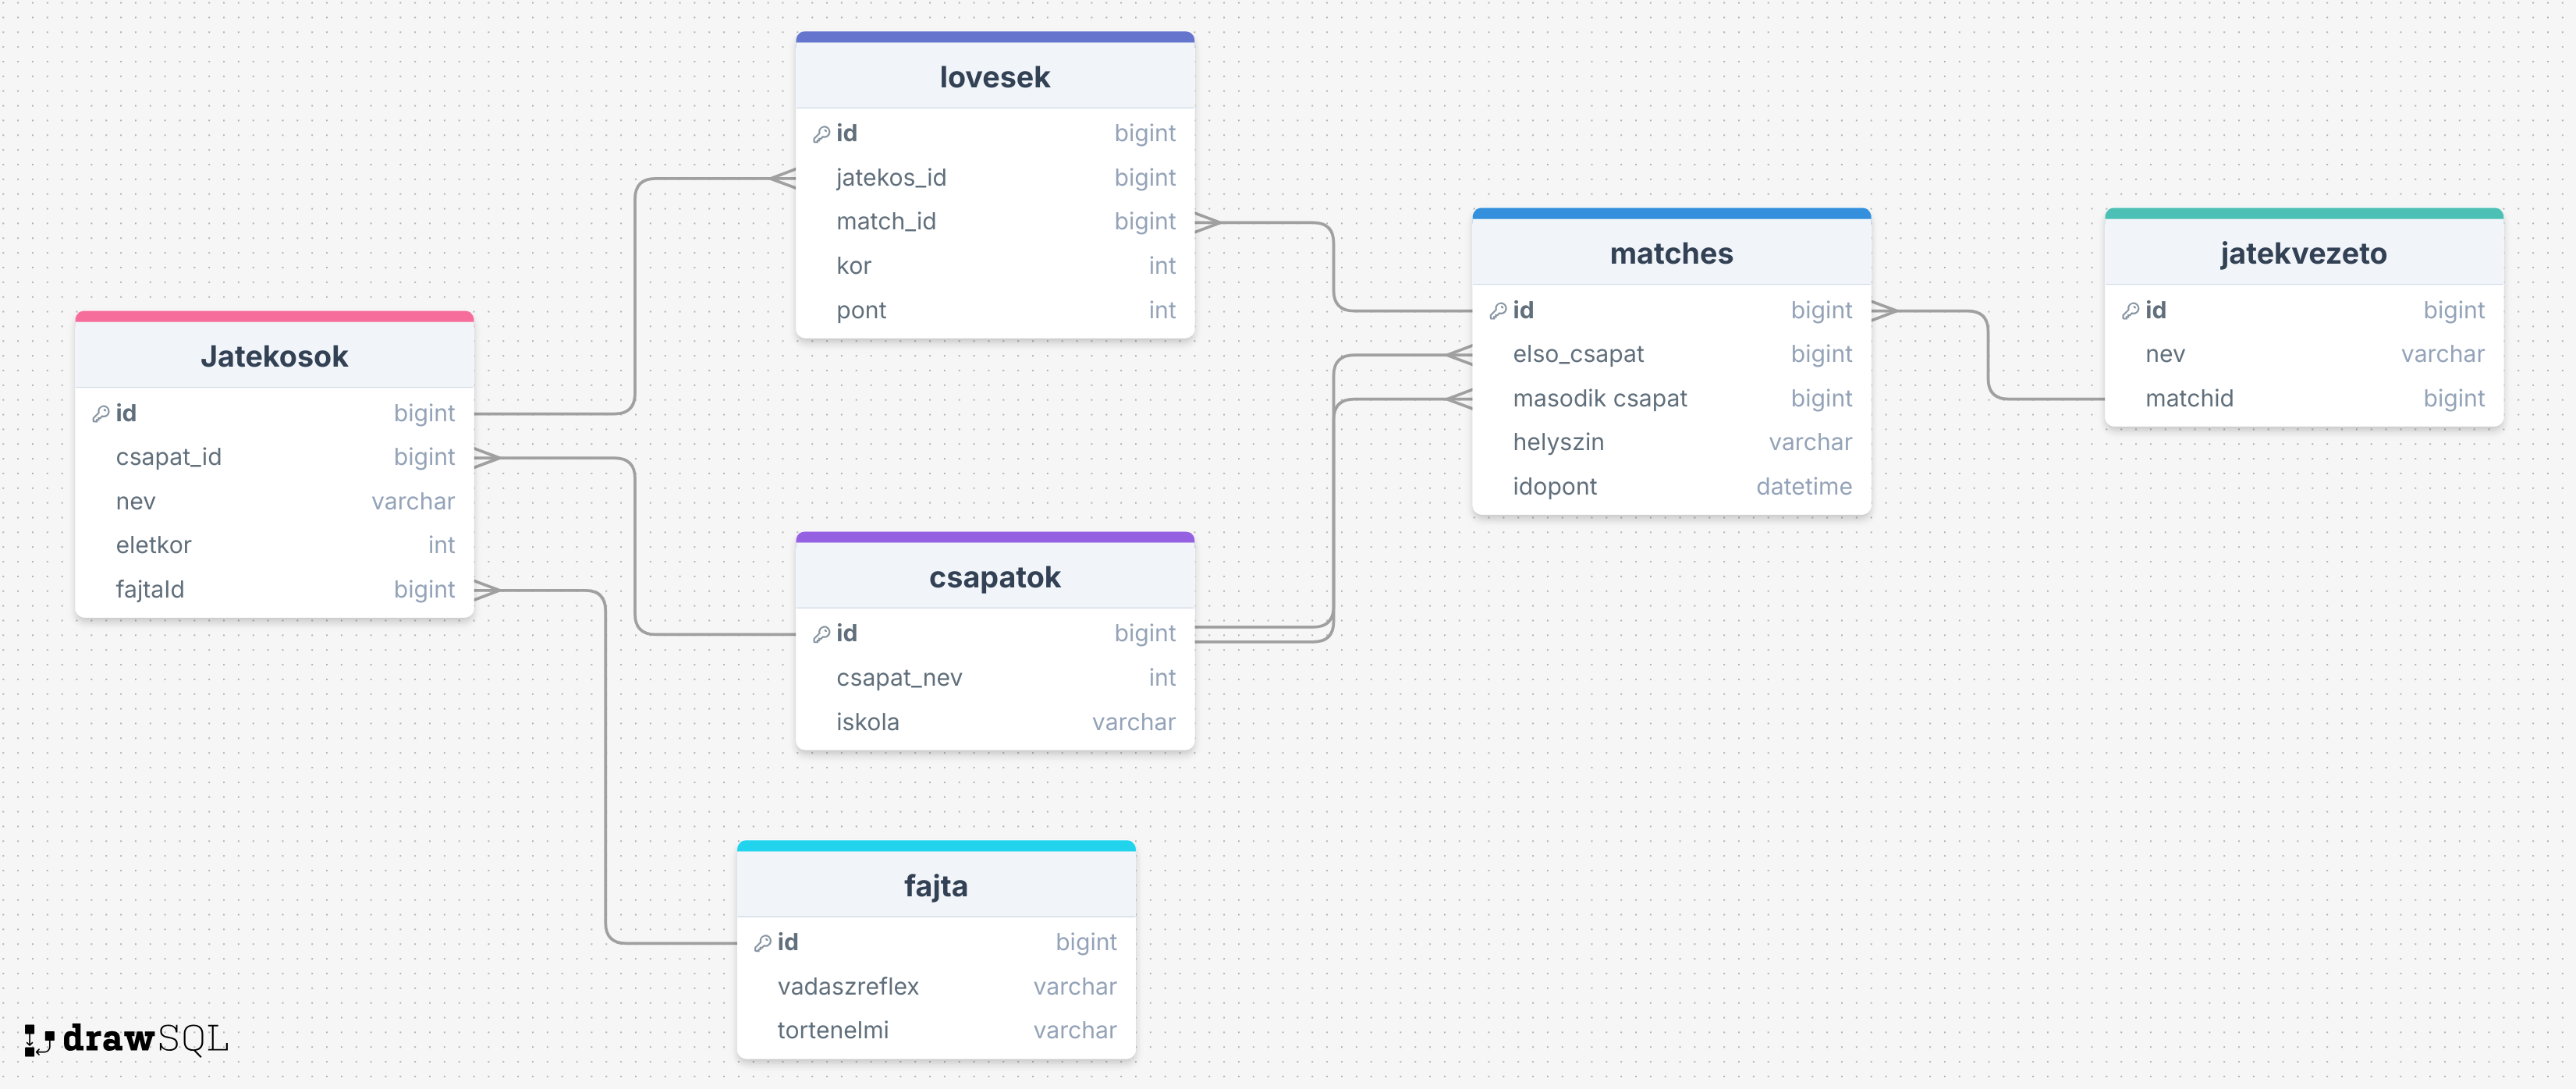 lovesek
id bigint
jatekos_id bigint
match_id bigint
kor int
pont int
Jatekosok
id bigint
csapat_id bigint
nev varchar
eletkor int
fajtaId bigint
csapatok
id bigint
csapat_nev int
iskola varchar
fajta
id bigint
vadaszreflex varchar
tortenelmi varchar
matches
id bigint
elso_csapat bigint
masodik csapat bigint
helyszin varchar
idopont datetime
jatekvezeto
id bigint
nev varchar
matchid bigint
drawSQL